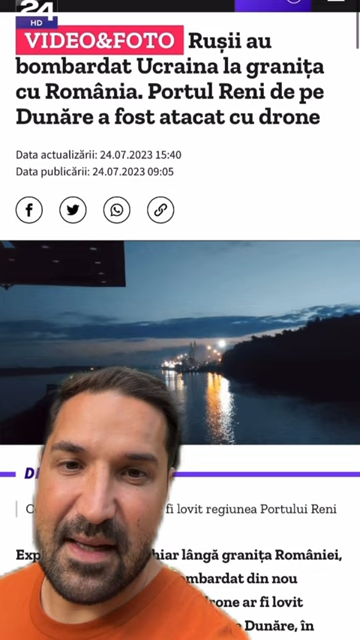 24
HD
VIDEO&FOTO Rușii au
bombardat Ucraina la granița
cu România. Portul Reni de pe
Dunăre a fost atacat cu drone
Data actualizării: 24.07.2023 15:40
Data publicării: 24.07.2023 09:05
fi lovit regiunea Portului Reni
lângă granița României,
bombardat din nou
ar fi lovit
Dunăre, în